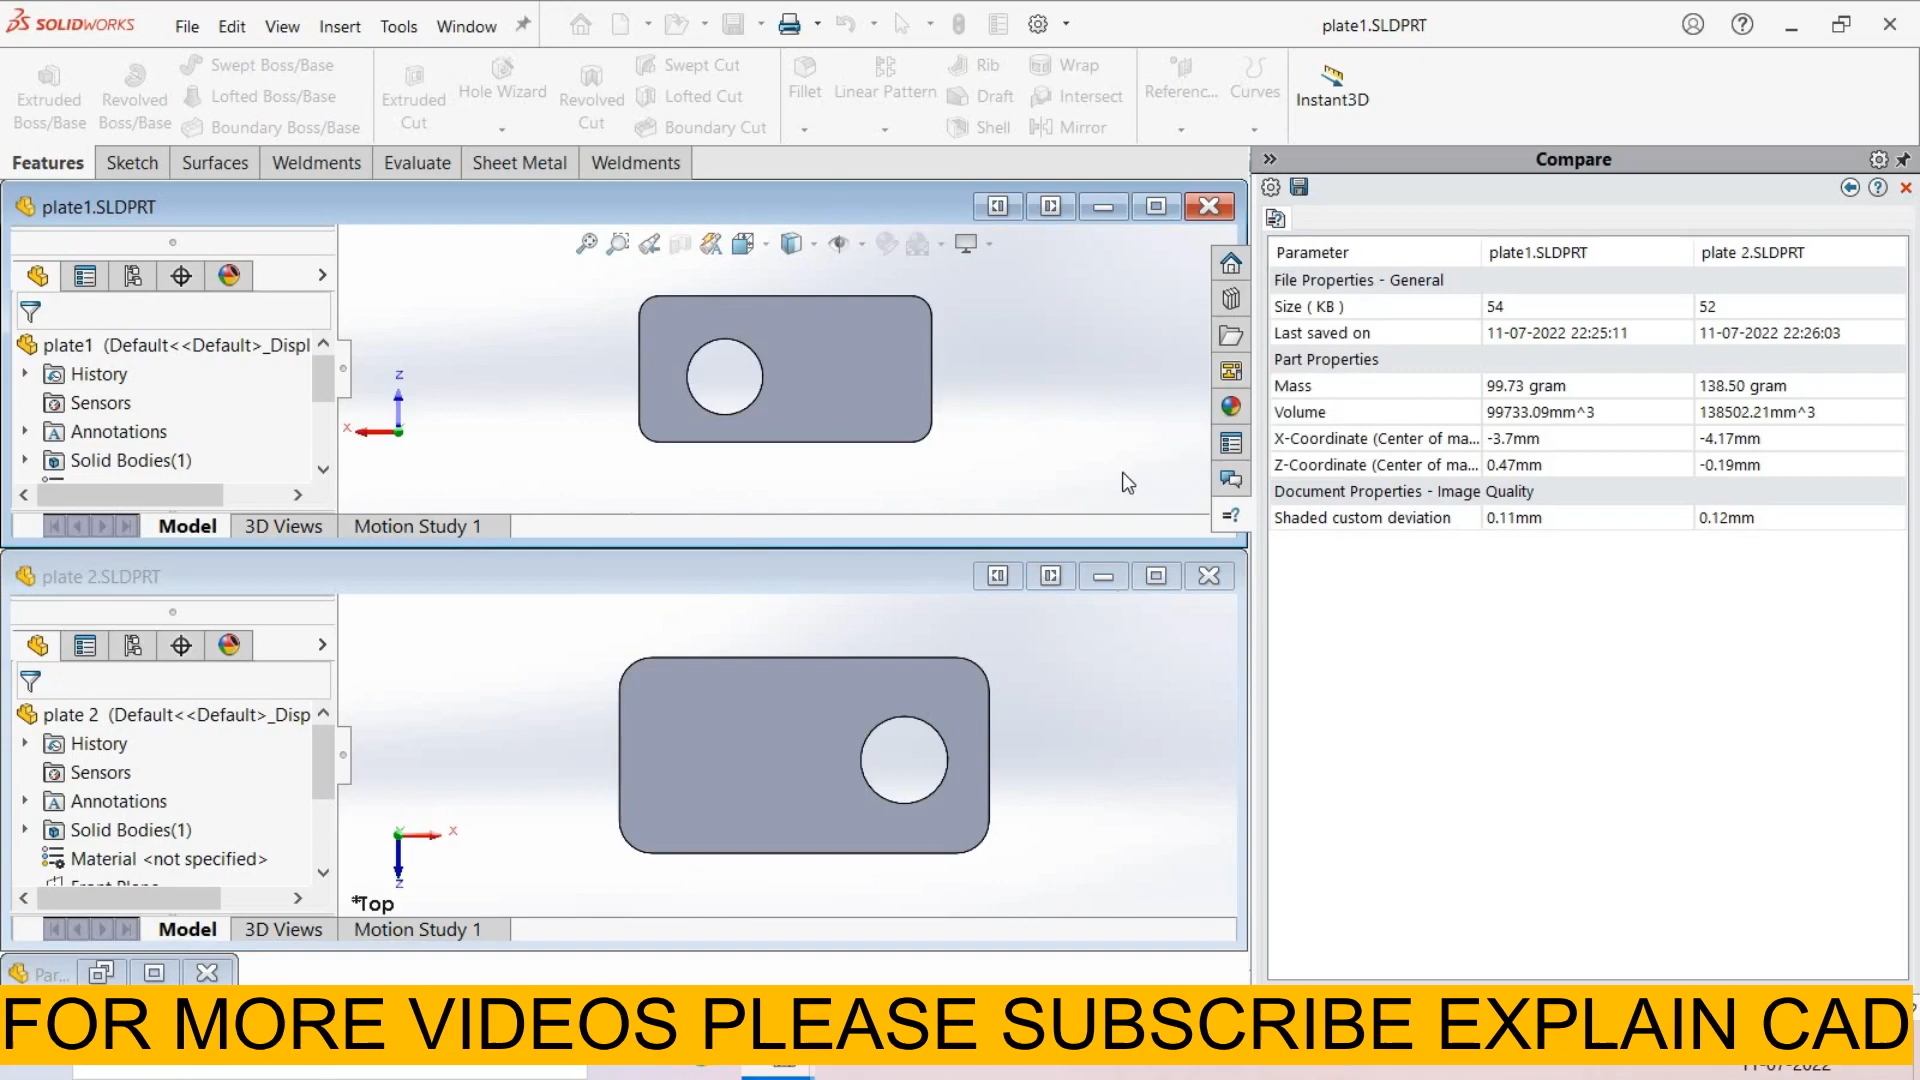 SOLIDWORKS File Edit View Insert Tools Window plate1.SLDPRT
Extruded Boss/Base
Revolved Boss/Base
Swept Boss/Base
Lofted Boss/Base
Boundary Boss/Base
Extruded Cut
Hole Wizard
Revolved Cut
Swept Cut
Lofted Cut
Boundary Cut
Fillet
Linear Pattern
Rib
Draft
Shell
Wrap
Intersect
Mirror
Referenc...
Curves
Instant3D
Features Sketch Surfaces Weldments Evaluate Sheet Metal Weldments
plate1.SLDPRT
plate1 (Default<<Default>_Displ
History
Sensors
Annotations
Solid Bodies(1)
z
x
Model 3D Views Motion Study 1
plate 2.SLDPRT
plate 2 (Default<<Default>_Disp
History
Sensors
Annotations
Solid Bodies(1)
Material <not specified>
Front Plane
x
z
*Top
Model 3D Views Motion Study 1
Par...
Compare
Parameter plate1.SLDPRT plate 2.SLDPRT
File Properties - General
Size ( KB ) 54 52
Last saved on 11-07-2022 22:25:11 11-07-2022 22:26:03
Part Properties
Mass 99.73 gram 138.50 gram
Volume 99733.09mm^3 138502.21mm^3
X-Coordinate (Center of ma... -3.7mm -4.17mm
Z-Coordinate (Center of ma... 0.47mm -0.19mm
Document Properties - Image Quality
Shaded custom deviation 0.11mm 0.12mm
FOR MORE VIDEOS PLEASE SUBSCRIBE EXPLAIN CAD
11-07-2022